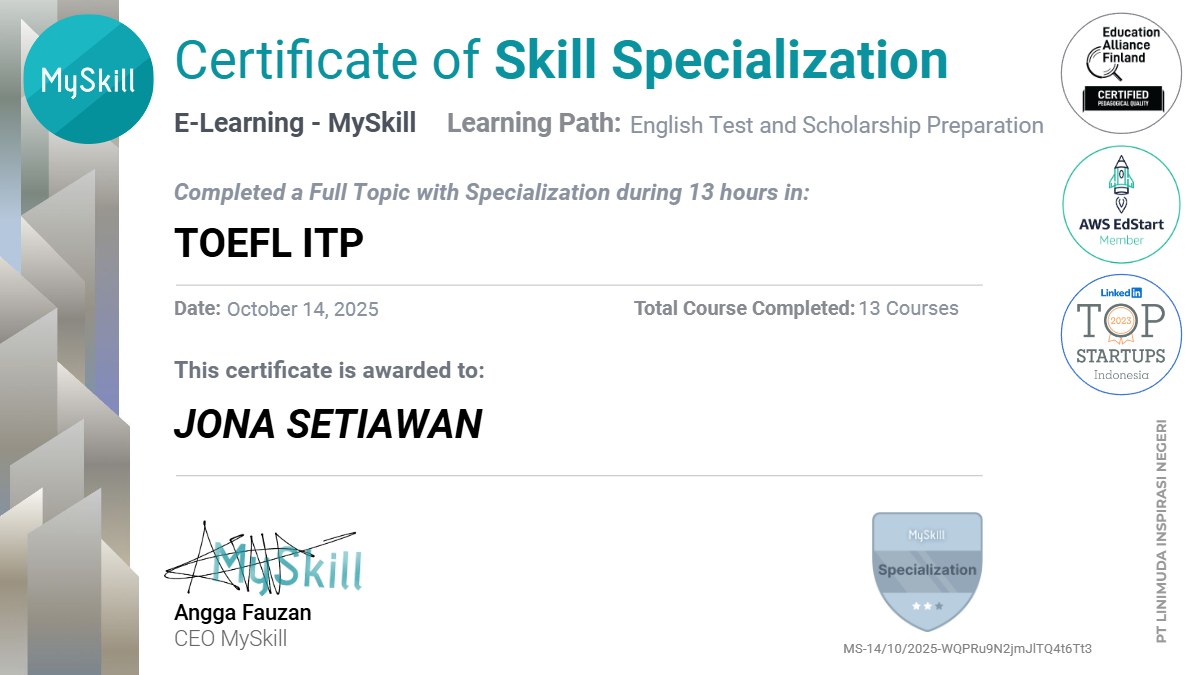 MySkill
Certificate of Skill Specialization
E-Learning - MySkill Learning Path: English Test and Scholarship Preparation
Completed a Full Topic with Specialization during 13 hours in:
TOEFL ITP
Date: October 14, 2025 Total Course Completed: 13 Courses
This certificate is awarded to:
JONA SETIAWAN
MySkill
Angga Fauzan
CEO MySkill
MySkill
Specialization
MS-14/10/2025-WQPRu9N2jmJlTQ4t6Tt3
Education
Alliance
Finland
CERTIFIED
PEDAGOGICAL QUALITY
AWS EdStart
Member
Linked in
TOP
2023
STARTUPS
Indonesia
PT LINIMUDA INSPIRASI NEGERI